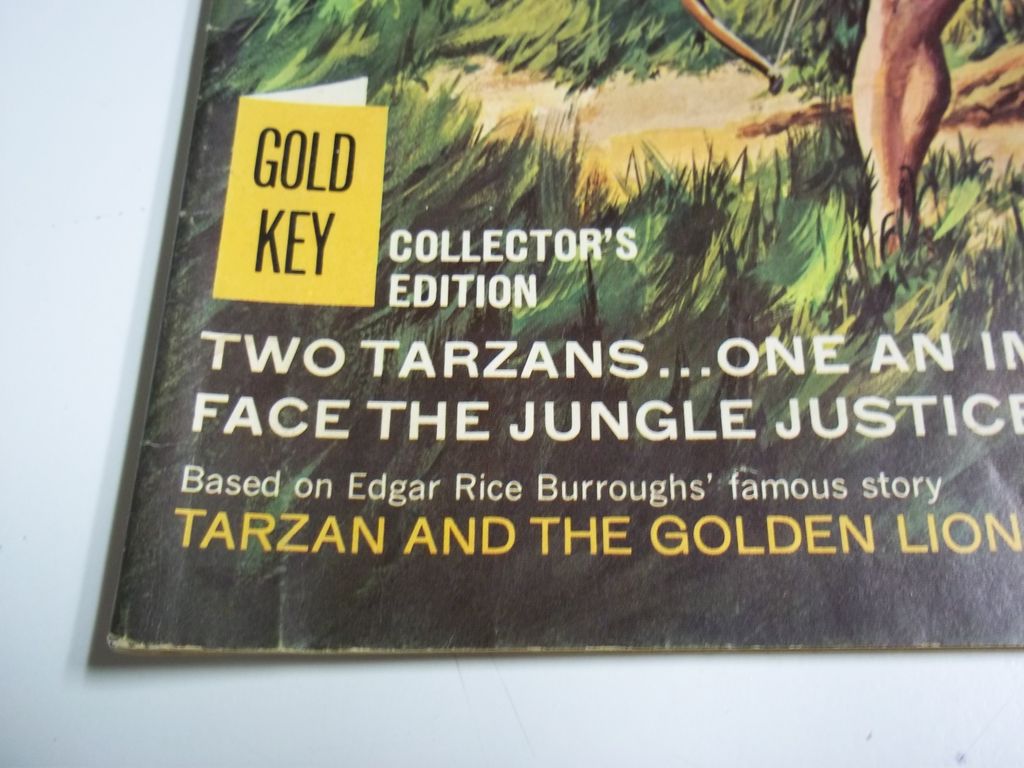 GOLD
KEY
COLLECTOR'S
EDITION
TWO TARZANS...ONE AN
FACE THE JUNGLE JUSTICE
Based on Edgar Rice Burroughs' famous story
TARZAN AND THE GOLDEN LION